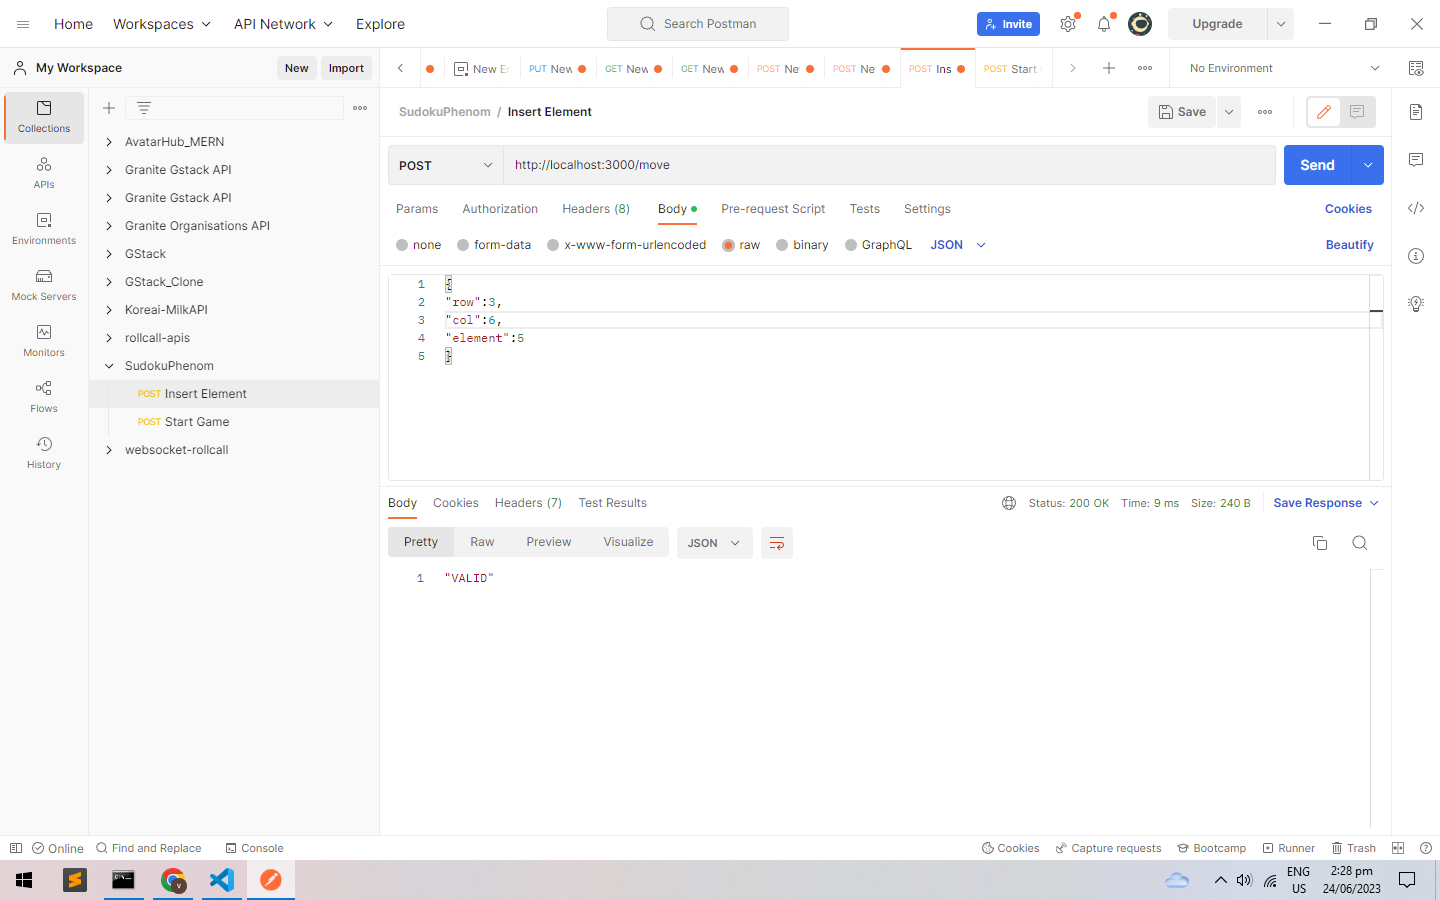 Home Workspaces API Network Explore Search Postman Invite Upgrade
My Workspace New Import New PUT New GET New GET New POST Ne POST Ne POST Ins POST Start No Environment
Collections
APIs
Environments
Mock Servers
Monitors
Flows
History
AvatarHub_MERN
Granite Gstack API
Granite Gstack API
Granite Organisations API
GStack
GStack_Clone
Koreai-MilkAPI
rollcall-apis
SudokuPhenom
POST Insert Element
POST Start Game
websocket-rollcall
SudokuPhenom / Insert Element Save
POST http://localhost:3000/move Send
Params Authorization Headers (8) Body Pre-request Script Tests Settings Cookies
none form-data x-www-form-urlencoded raw binary GraphQL JSON Beautify
1 {
2 "row":3,
3 "col":6,
4 "element":5
5 }
Body Cookies Headers (7) Test Results Status: 200 OK Time: 9 ms Size: 240 B Save Response
Pretty Raw Preview Visualize JSON
1 "VALID"
Online Find and Replace Console Cookies Capture requests Bootcamp Runner Trash
V
ENG
US
2:28 pm
24/06/2023